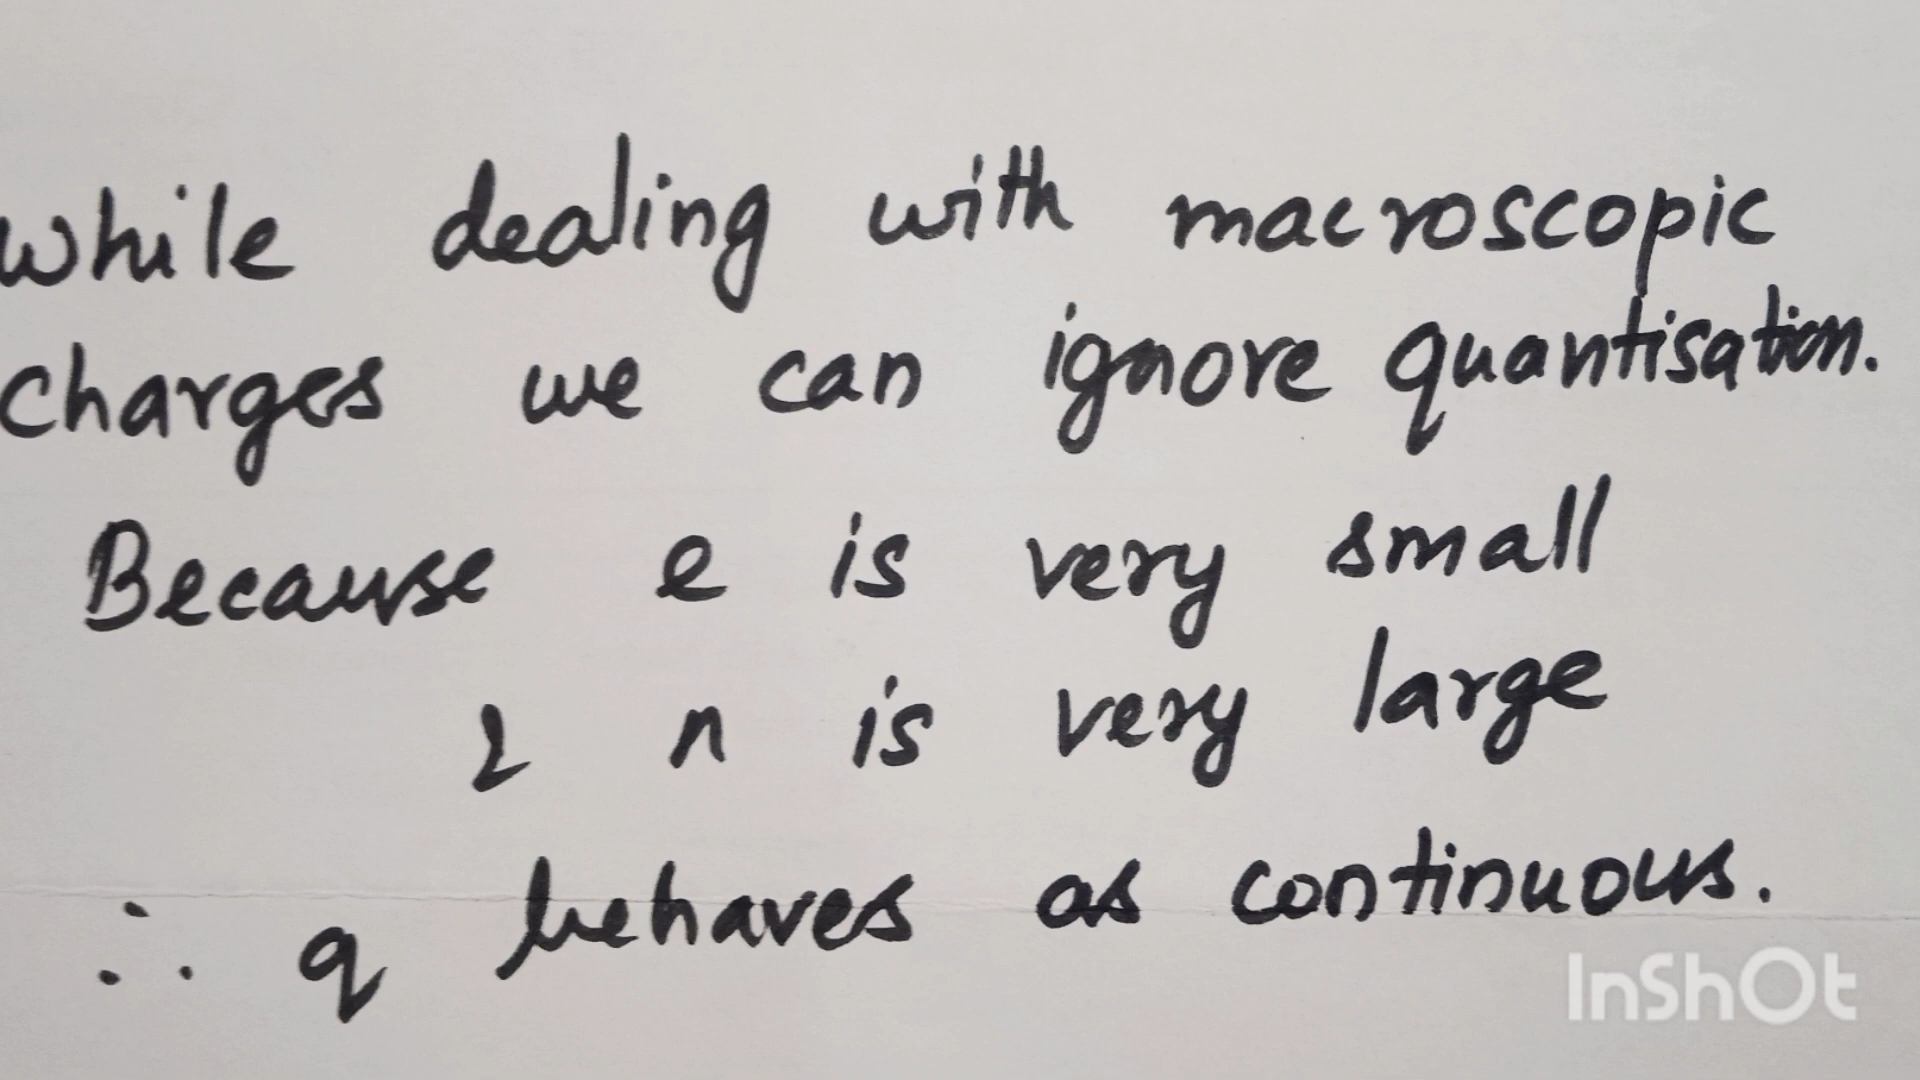 while dealing with macroscopic
charges we can ignore quantisation.
Because e is very small
& n is very large
∴ q behaves as continuous.
InShOt